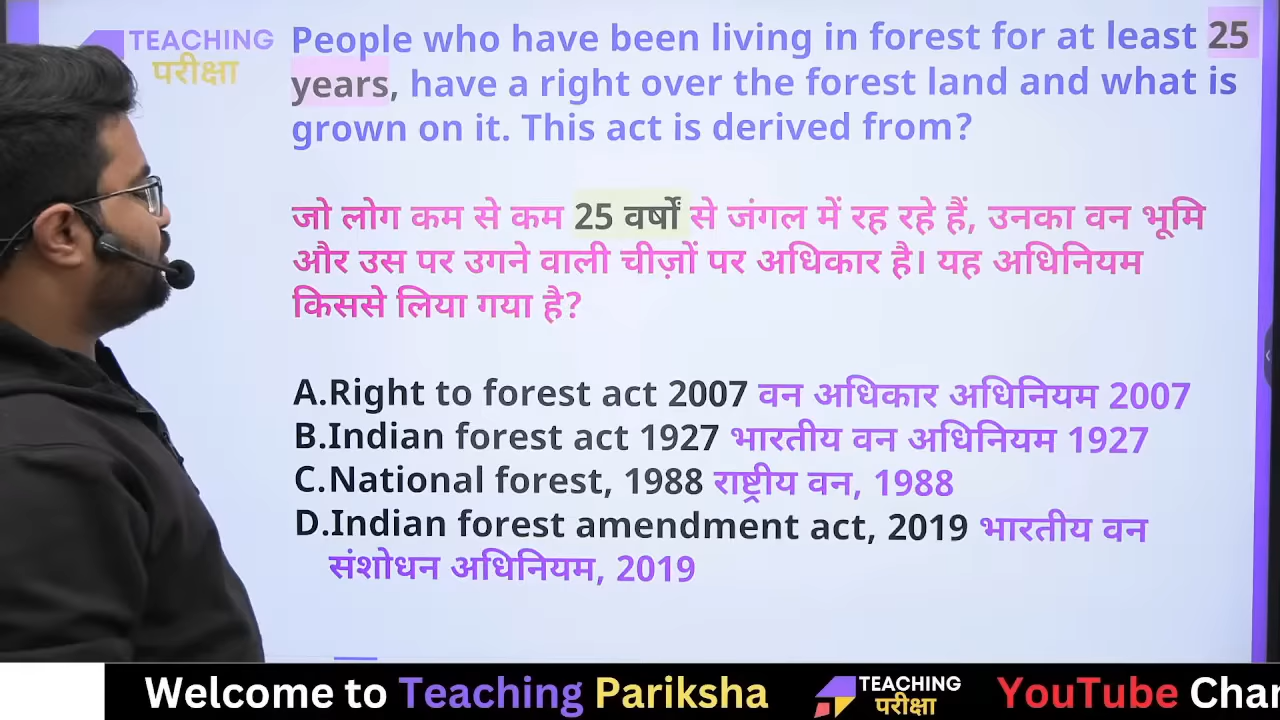 TEACHING
परीक्षा
People who have been living in forest for at least 25
years, have a right over the forest land and what is
grown on it. This act is derived from?
जो लोग कम से कम 25 वर्षों से जंगल में रह रहे हैं, उनका वन भूमि
और उस पर उगने वाली चीज़ों पर अधिकार है। यह अधिनियम
किससे लिया गया है?
A.Right to forest act 2007 वन अधिकार अधिनियम 2007
B.Indian forest act 1927 भारतीय वन अधिनियम 1927
C.National forest, 1988 राष्ट्रीय वन, 1988
D.Indian forest amendment act, 2019 भारतीय वन
संशोधन अधिनियम, 2019
Welcome to Teaching Pariksha
TEACHING
परीक्षा
YouTube Chan